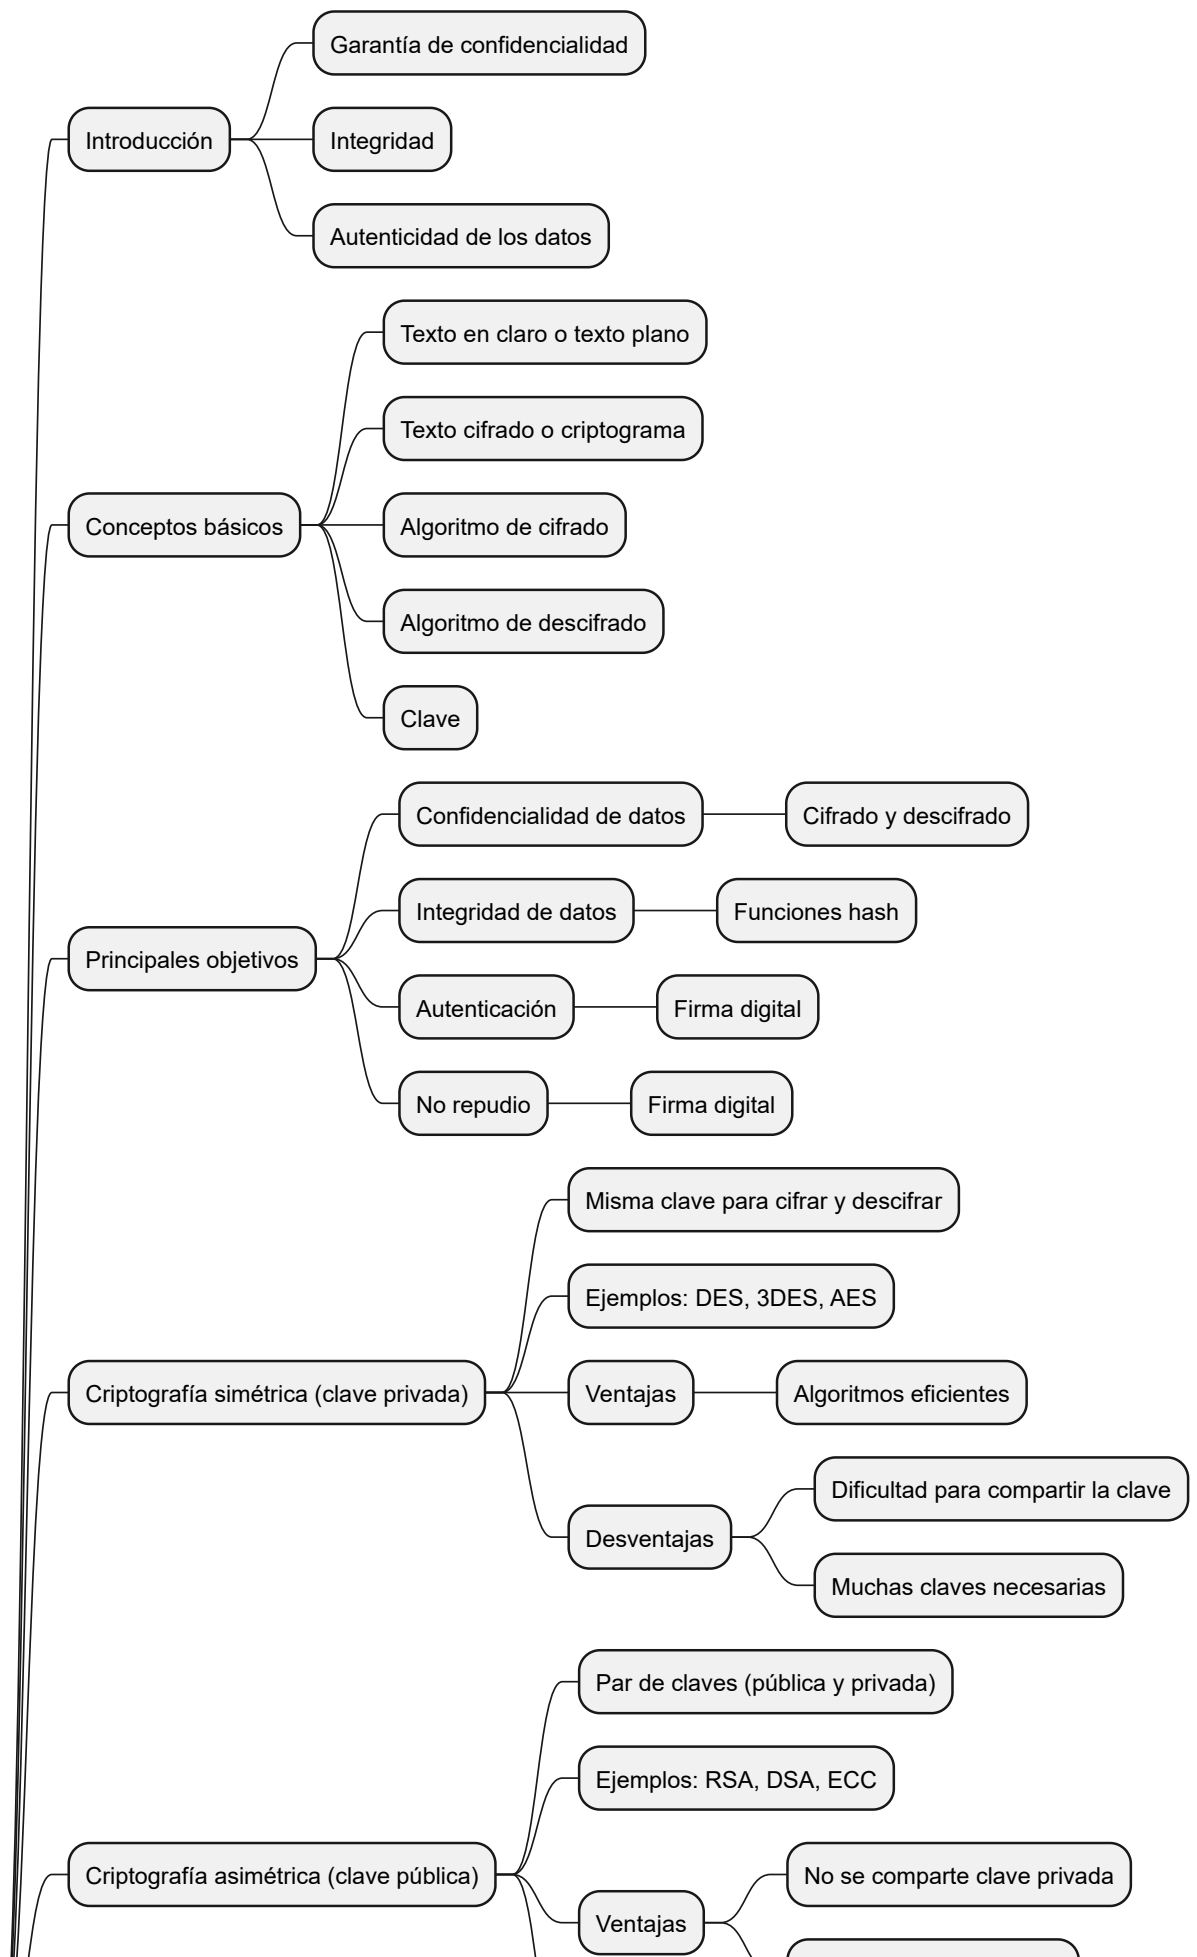 Introducción
Garantía de confidencialidad
Integridad
Autenticidad de los datos
Conceptos básicos
Texto en claro o texto plano
Texto cifrado o criptograma
Algoritmo de cifrado
Algoritmo de descifrado
Clave
Principales objetivos
Confidencialidad de datos
Cifrado y descifrado
Integridad de datos
Funciones hash
Autenticación
Firma digital
No repudio
Firma digital
Criptografía simétrica (clave privada)
Misma clave para cifrar y descifrar
Ejemplos: DES, 3DES, AES
Ventajas
Algoritmos eficientes
Desventajas
Dificultad para compartir la clave
Muchas claves necesarias
Criptografía asimétrica (clave pública)
Par de claves (pública y privada)
Ejemplos: RSA, DSA, ECC
Ventajas
No se comparte clave privada